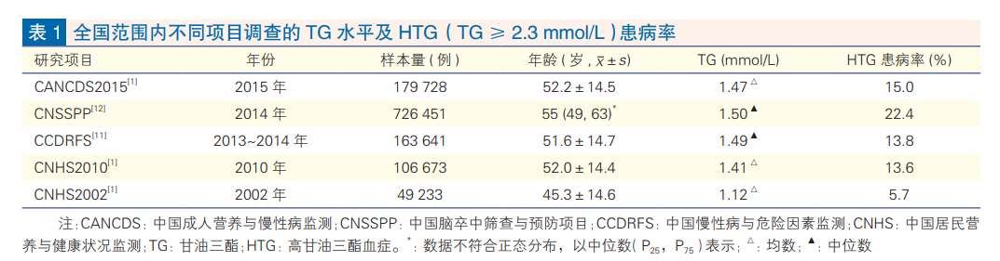 表 1 全国范围内不同项目调查的 TG 水平及 HTG（TG ≥ 2.3 mmol/L）患病率
研究项目 年份 样本量（例） 年龄（岁，x̄ ± s） TG (mmol/L) HTG 患病率 (%)
CANCDS2015[1] 2015 年 179 728 52.2 ± 14.5 1.47△ 15.0
CNSSPP[12] 2014 年 726 451 55 (49, 63)* 1.50▲ 22.4
CCDRFS[11] 2013~2014 年 163 641 51.6 ± 14.7 1.49▲ 13.8
CNHS2010[1] 2010 年 106 673 52.0 ± 14.4 1.41△ 13.6
CNHS2002[1] 2002 年 49 233 45.3 ± 14.6 1.12△ 5.7
注：CANCDS：中国成人营养与慢性病监测；CNSSPP：中国脑卒中筛查与预防项目；CCDRFS：中国慢性病与危险因素监测；CNHS：中国居民营
养与健康状况监测；TG：甘油三酯；HTG：高甘油三酯血症。*：数据不符合正态分布，以中位数（P25，P75）表示；△：均数；▲：中位数